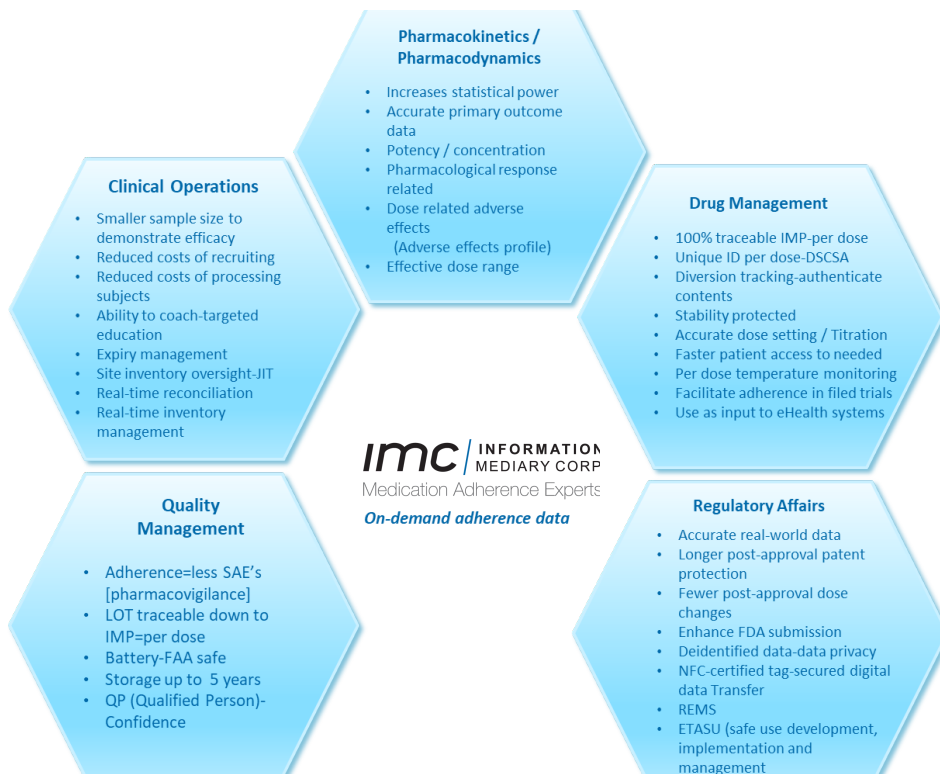 Pharmacokinetics /
Pharmacodynamics
• Increases statistical power
• Accurate primary outcome
data
• Potency / concentration
• Pharmacological response
related
• Dose related adverse
effects
(Adverse effects profile)
• Effective dose range
Clinical Operations
• Smaller sample size to
demonstrate efficacy
• Reduced costs of recruiting
• Reduced costs of processing
subjects
• Ability to coach-targeted
education
• Expiry management
• Site inventory oversight-JIT
• Real-time reconciliation
• Real-time inventory
management
Drug Management
• 100% traceable IMP-per dose
• Unique ID per dose-DSCSA
• Diversion tracking-authenticate
contents
• Stability protected
• Accurate dose setting / Titration
• Faster patient access to needed
• Per dose temperature monitoring
• Facilitate adherence in filed trials
• Use as input to eHealth systems
imc INFORMATION
MEDIARY CORP
Medication Adherence Experts
On-demand adherence data
Quality
Management
• Adherence=less SAE's
[pharmacovigilance]
• LOT traceable down to
IMP=per dose
• Battery-FAA safe
• Storage up to 5 years
• QP (Qualified Person)-
Confidence
Regulatory Affairs
• Accurate real-world data
• Longer post-approval patent
protection
• Fewer post-approval dose
changes
• Enhance FDA submission
• Deidentified data-data privacy
• NFC-certified tag-secured digital
data Transfer
• REMS
• ETASU (safe use development,
implementation and
management